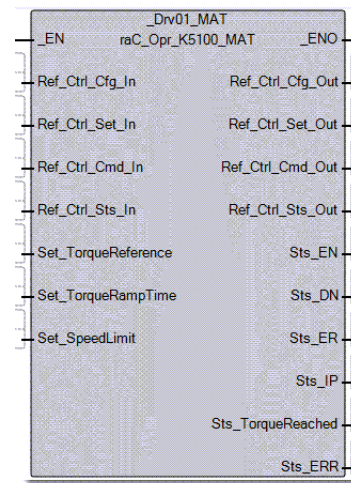 _Drv01_MAT
_EN raC_Opr_K5100_MAT _ENO
Ref_Ctrl_Cfg_In Ref_Ctrl_Cfg_Out
Ref_Ctrl_Set_In Ref_Ctrl_Set_Out
Ref_Ctrl_Cmd_In Ref_Ctrl_Cmd_Out
Ref_Ctrl_Sts_In Ref_Ctrl_Sts_Out
Set_TorqueReference Sts_EN
Set_TorqueRampTime Sts_DN
Set_SpeedLimit Sts_ER
Sts_IP
Sts_TorqueReached
Sts_ERR